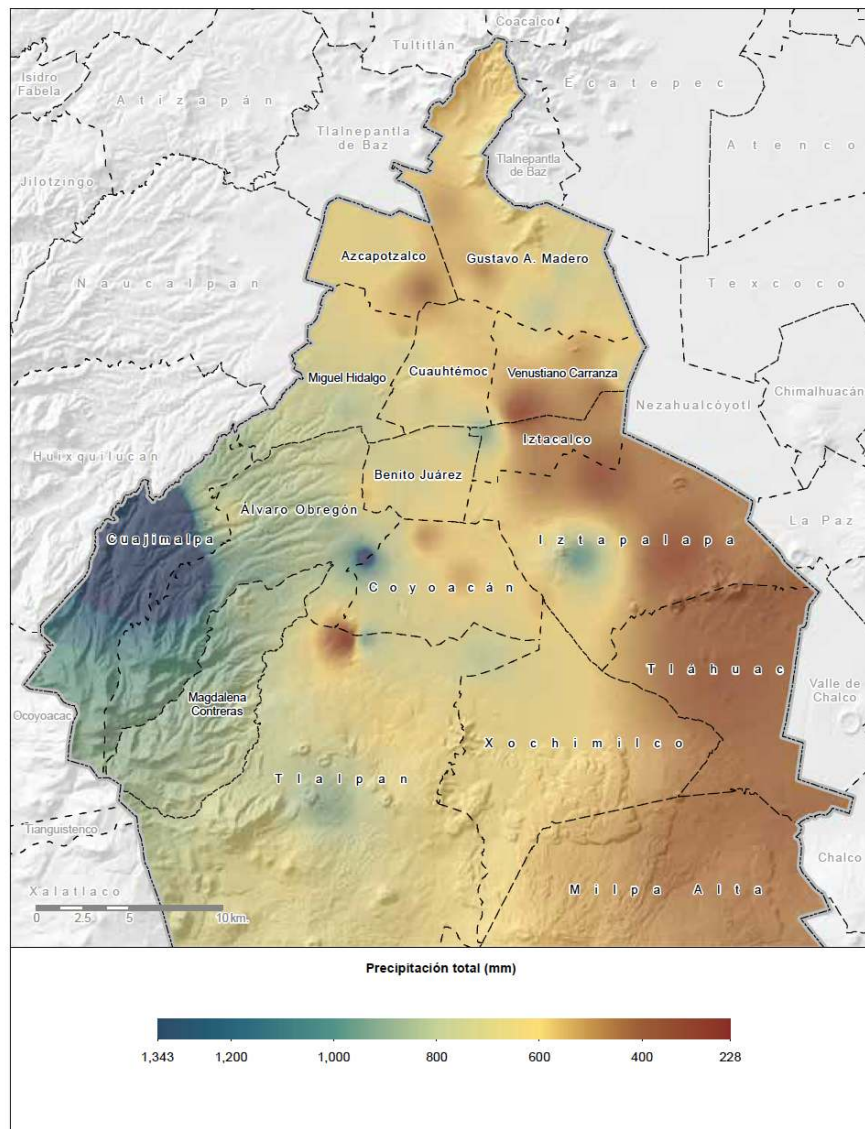 Coacalco
Tultitlán
Isidro
Fabela
Atizapán
Ecatepec
Tlalnepantla
de Baz
Tlalnepantla
de Baz
Atenco
Jilotzingo
Azcapotzalco
Gustavo A. Madero
Naucalpan
Texcoco
Miguel Hidalgo
Cuauhtémoc
Venustiano Carranza
Chimalhuacán
Nezahualcóyotl
Iztacalco
Huixquilucan
Benito Juárez
Álvaro Obregón
La Paz
Cuajimalpa
Iztapalapa
Coyoacán
Tláhuac
Valle de
Chalco
Magdalena
Contreras
Ocoyoacac
Xochimilco
Tlalpan
Tianguistenco
Chalco
Xalatlaco
Milpa Alta
0 2.5 5 10 km.
Precipitación total (mm)
1,343 1,200 1,000 800 600 400 228